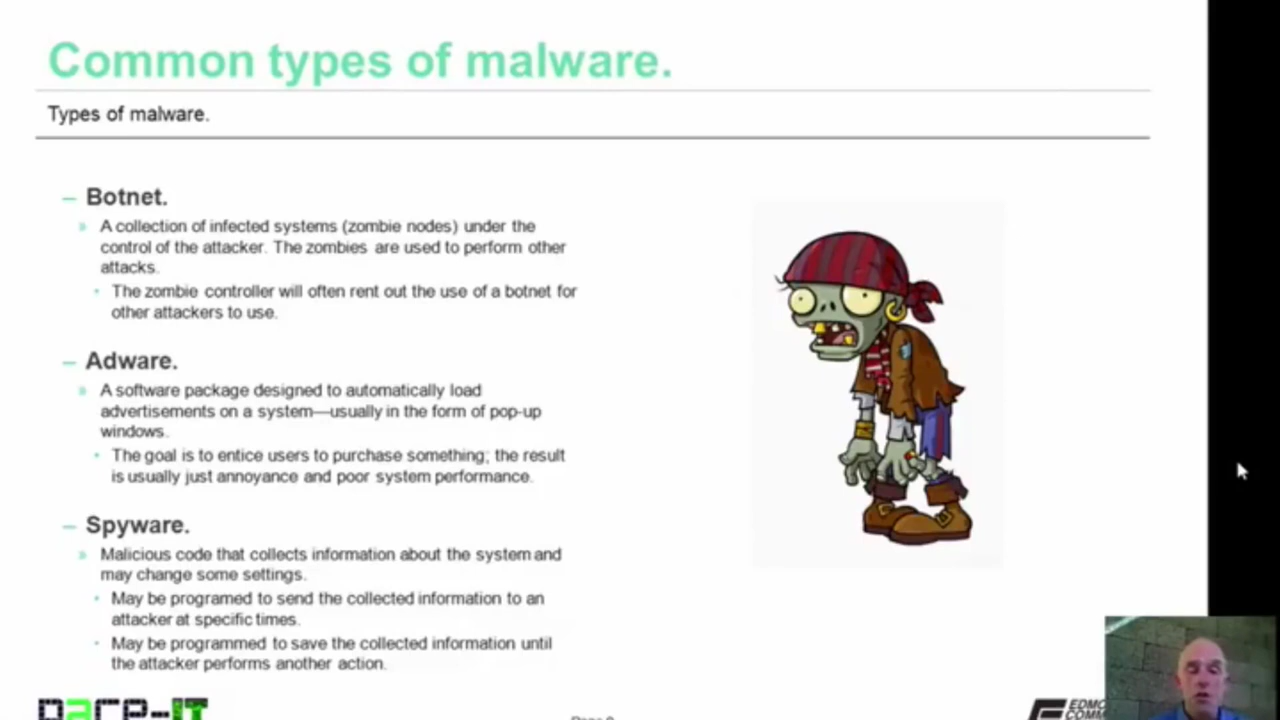 Common types of malware.
Types of malware.
– Botnet.
» A collection of infected systems (zombie nodes) under the
control of the attacker. The zombies are used to perform other
attacks.
• The zombie controller will often rent out the use of a botnet for
other attackers to use.
– Adware.
» A software package designed to automatically load
advertisements on a system—usually in the form of pop-up
windows.
• The goal is to entice users to purchase something; the result
is usually just annoyance and poor system performance.
– Spyware.
» Malicious code that collects information about the system and
may change some settings.
• May be programed to send the collected information to an
attacker at specific times.
• May be programmed to save the collected information until
the attacker performs another action.
pace-IT